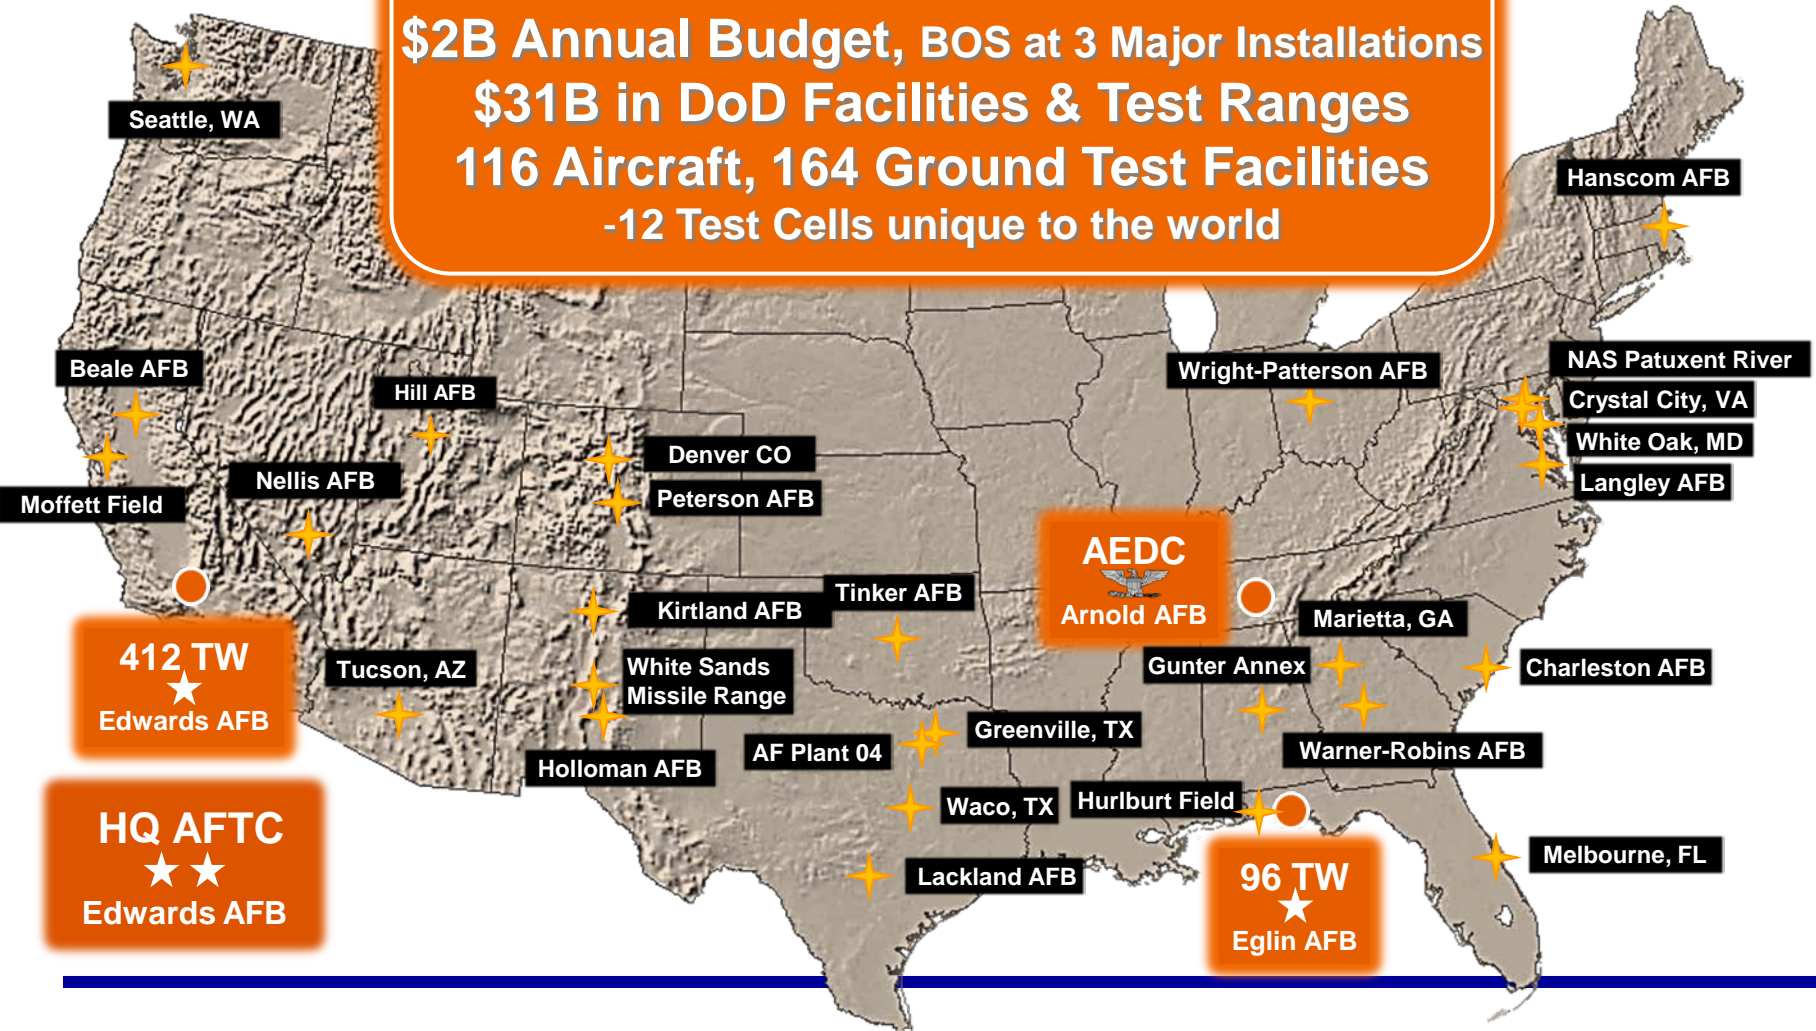 $2B Annual Budget, BOS at 3 Major Installations
$31B in DoD Facilities & Test Ranges
116 Aircraft, 164 Ground Test Facilities
-12 Test Cells unique to the world
Seattle, WA
Hanscom AFB
Beale AFB
Hill AFB
Wright-Patterson AFB
NAS Patuxent River
Crystal City, VA
White Oak, MD
Langley AFB
Denver CO
Peterson AFB
Nellis AFB
Moffett Field
AEDC
Arnold AFB
Tinker AFB
Kirtland AFB
Marietta, GA
412 TW
Edwards AFB
Tucson, AZ
White Sands
Missile Range
Gunter Annex
Charleston AFB
Holloman AFB
AF Plant 04
Greenville, TX
Warner-Robins AFB
HQ AFTC
Edwards AFB
Waco, TX
Hurlburt Field
Lackland AFB
96 TW
Eglin AFB
Melbourne, FL